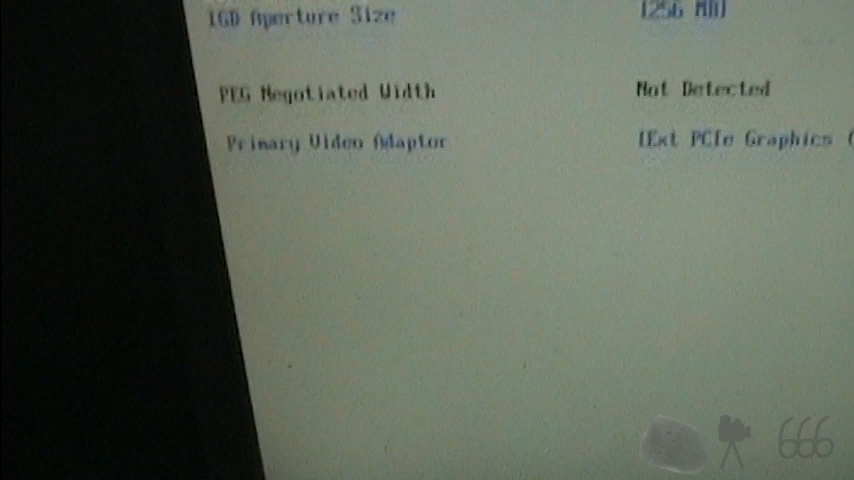 IGD Aperture Size [256 MB]
PEG Negotiated Width Not Detected
Primary Video Adaptor [Ext PCIe Graphics (
666